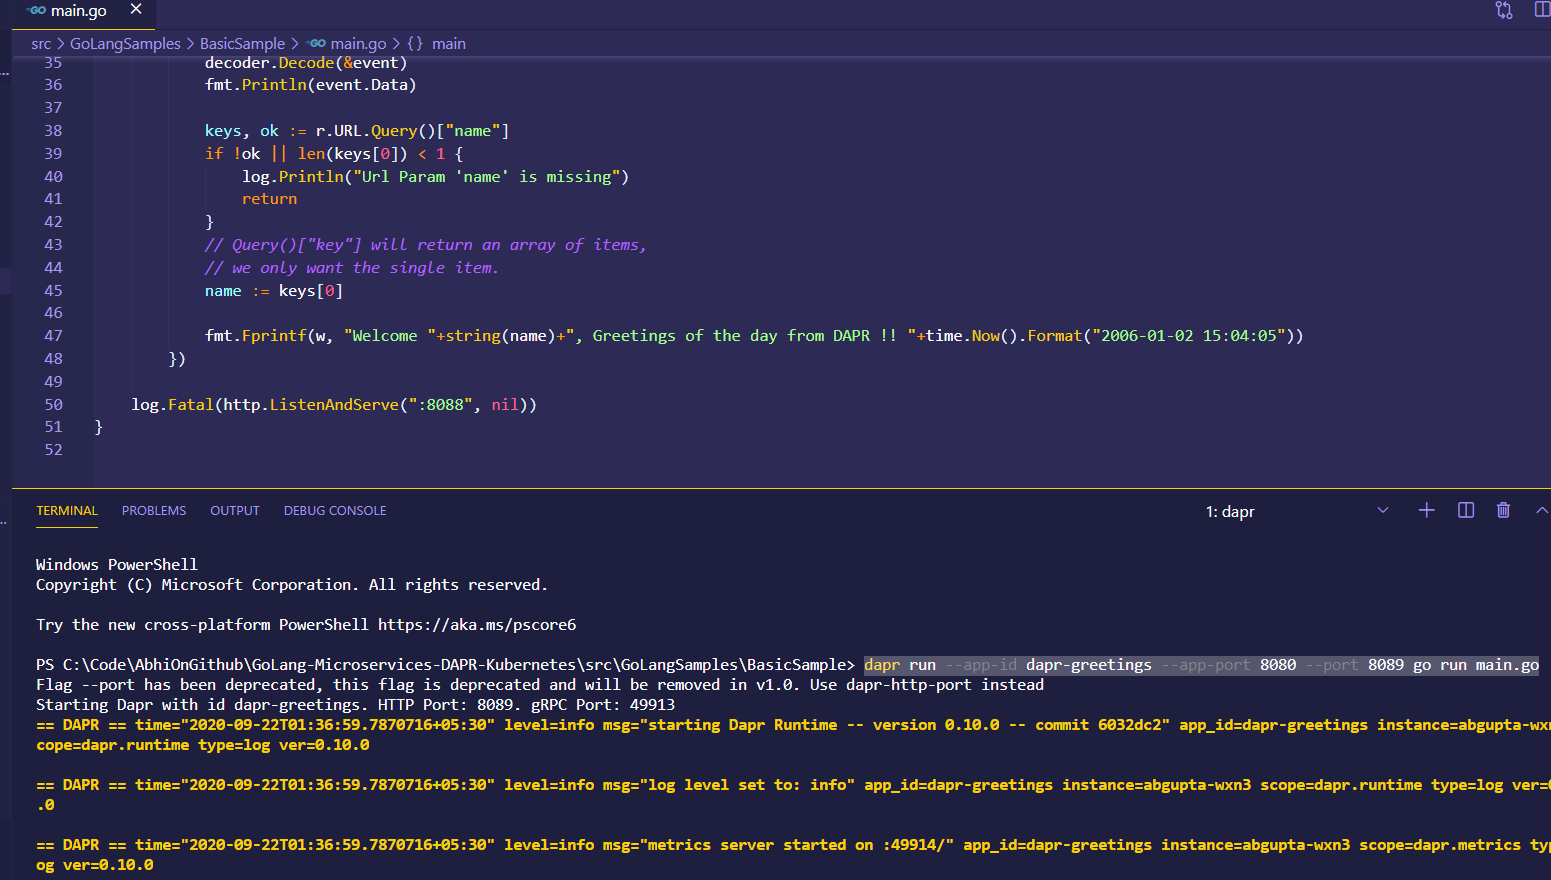 GO main.go ×
src > GoLangSamples > BasicSample > GO main.go > {} main
35 decoder.Decode(&event)
36 fmt.Println(event.Data)
37
38 keys, ok := r.URL.Query()["name"]
39 if !ok || len(keys[0]) < 1 {
40 log.Println("Url Param 'name' is missing")
41 return
42 }
43 // Query()["key"] will return an array of items,
44 // we only want the single item.
45 name := keys[0]
46
47 fmt.Fprintf(w, "Welcome "+string(name)+", Greetings of the day from DAPR !! "+time.Now().Format("2006-01-02 15:04:05"))
48 })
49
50 log.Fatal(http.ListenAndServe(":8088", nil))
51 }
52
TERMINAL PROBLEMS OUTPUT DEBUG CONSOLE 1: dapr
Windows PowerShell
Copyright (C) Microsoft Corporation. All rights reserved.
Try the new cross-platform PowerShell https://aka.ms/pscore6
PS C:\Code\AbhiOnGithub\GoLang-Microservices-DAPR-Kubernetes\src\GoLangSamples\BasicSample> dapr run --app-id dapr-greetings --app-port 8080 --port 8089 go run main.go
Flag --port has been deprecated, this flag is deprecated and will be removed in v1.0. Use dapr-http-port instead
Starting Dapr with id dapr-greetings. HTTP Port: 8089. gRPC Port: 49913
== DAPR == time="2020-09-22T01:36:59.7870716+05:30" level=info msg="starting Dapr Runtime -- version 0.10.0 -- commit 6032dc2" app_id=dapr-greetings instance=abgupta-wxn
scope=dapr.runtime type=log ver=0.10.0
== DAPR == time="2020-09-22T01:36:59.7870716+05:30" level=info msg="log level set to: info" app_id=dapr-greetings instance=abgupta-wxn3 scope=dapr.runtime type=log ver=0
.0
== DAPR == time="2020-09-22T01:36:59.7870716+05:30" level=info msg="metrics server started on :49914/" app_id=dapr-greetings instance=abgupta-wxn3 scope=dapr.metrics typ
og ver=0.10.0